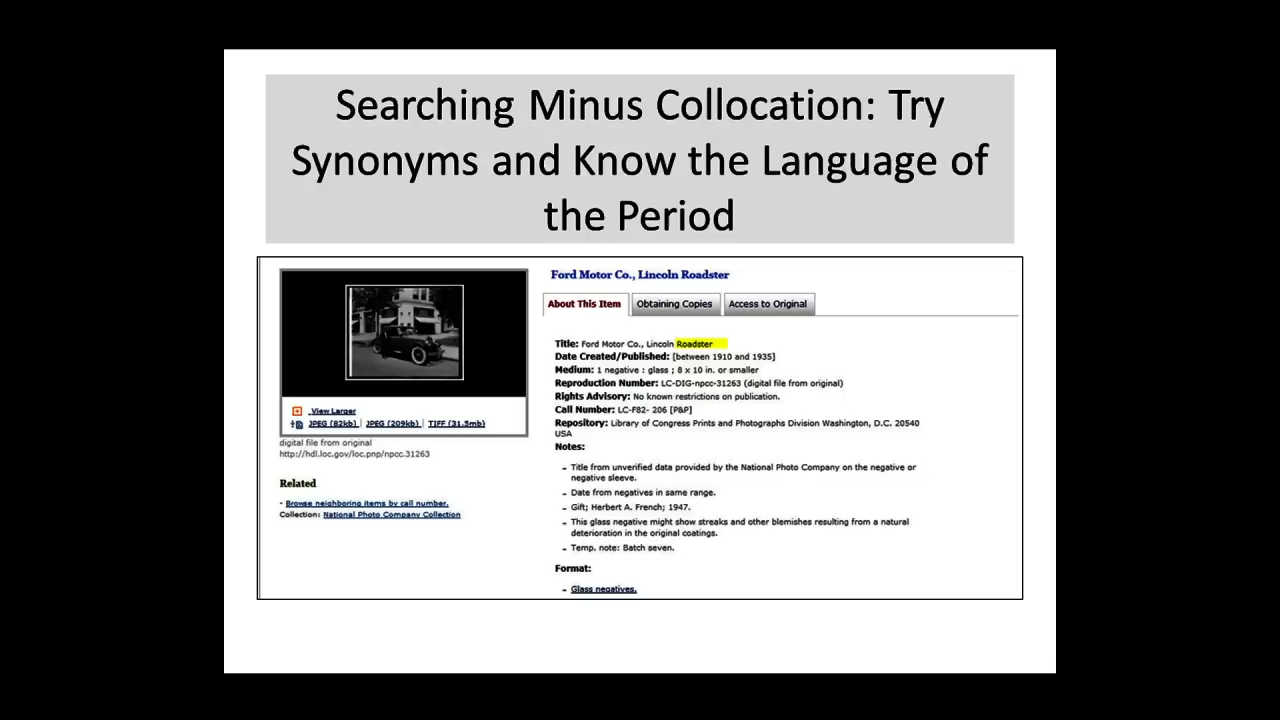 Searching Minus Collocation: Try
Synonyms and Know the Language of
the Period
View Larger
JPEG (82kb) | JPEG (209kb) | TIFF (31.5mb)
digital file from original
http://hdl.loc.gov/loc.pnp/npcc.31263
Related
- Browse neighboring items by call number.
Collection: National Photo Company Collection
Ford Motor Co., Lincoln Roadster
About This Item Obtaining Copies Access to Original
Title: Ford Motor Co., Lincoln Roadster
Date Created/Published: [between 1910 and 1935]
Medium: 1 negative : glass ; 8 x 10 in. or smaller
Reproduction Number: LC-DIG-npcc-31263 (digital file from original)
Rights Advisory: No known restrictions on publication.
Call Number: LC-F82- 206 [P&P]
Repository: Library of Congress Prints and Photographs Division Washington, D.C. 20540
USA
Notes:
- Title from unverified data provided by the National Photo Company on the negative or
negative sleeve.
- Date from negatives in same range.
- Gift; Herbert A. French; 1947.
- This glass negative might show streaks and other blemishes resulting from a natural
deterioration in the original coatings.
- Temp. note: Batch seven.
Format:
- Glass negatives.